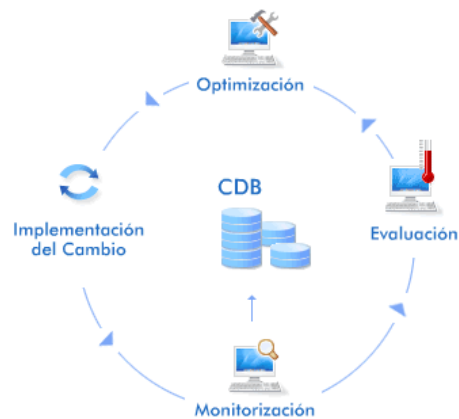 Optimización
CDB
Implementación
del Cambio
Evaluación
Monitorización